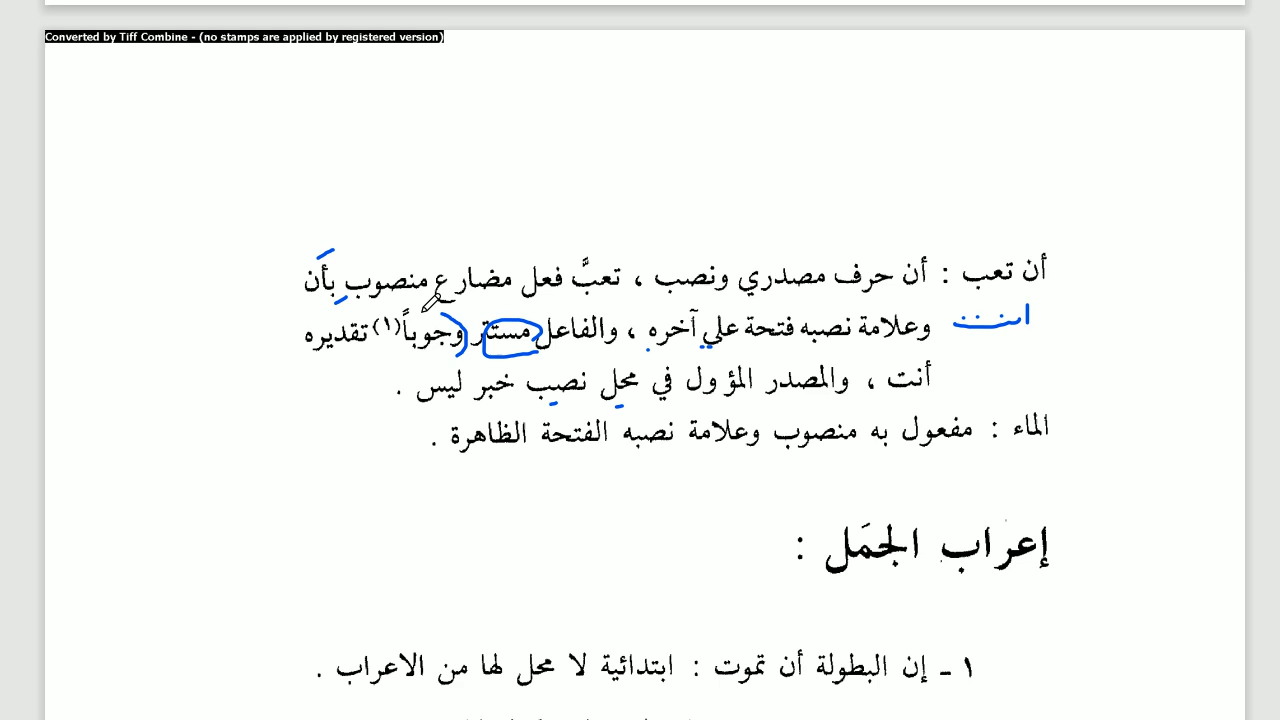 Converted by Tiff Combine - (no stamps are applied by registered version)
أن تعب : أن حرف مصدري ونصب ، تعبَّ فعل مضارع منصوب بأن
وعلامة نصبه فتحة علي آخره ، والفاعل مستتر وجوباً (١) تقديره
أنت ، والمصدر المؤول في محل نصب خبر ليس .
الماء : مفعول به منصوب وعلامة نصبه الفتحة الظاهرة .
إعراب الجمَل :
١ - إن البطولة أن تموت : ابتدائية لا محل لها من الاعراب .